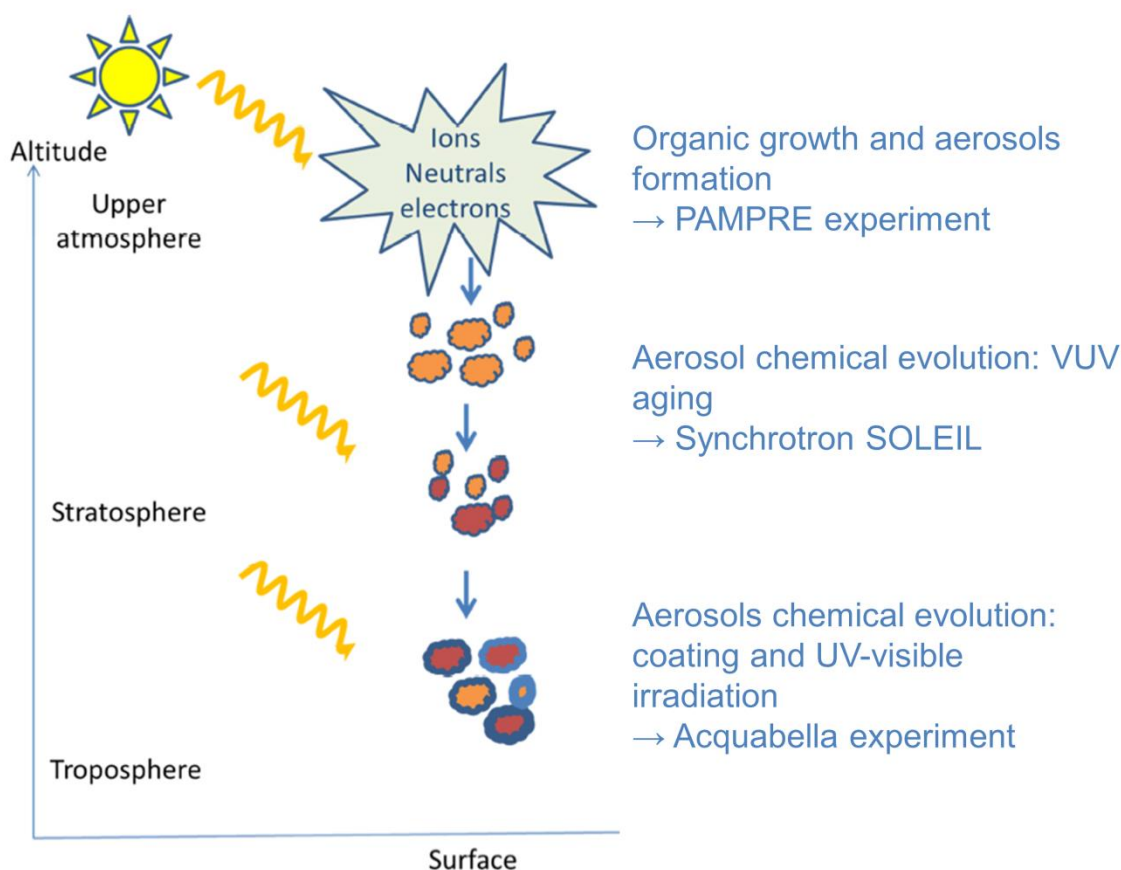 Altitude
Upper
atmosphere
Ions
Neutrals
electrons
Organic growth and aerosols
formation
→ PAMPRE experiment
Aerosol chemical evolution: VUV
aging
→ Synchrotron SOLEIL
Stratosphere
Aerosols chemical evolution:
coating and UV-visible
irradiation
→ Acquabella experiment
Troposphere
Surface